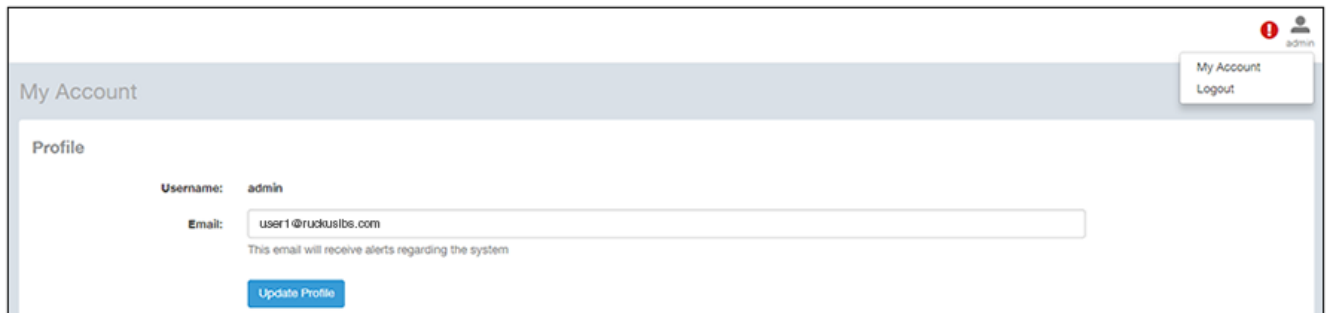 admin
My Account
Logout
My Account
Profile
Username: admin
Email: user1@ruckuslbs.com
This email will receive alerts regarding the system
Update Profile